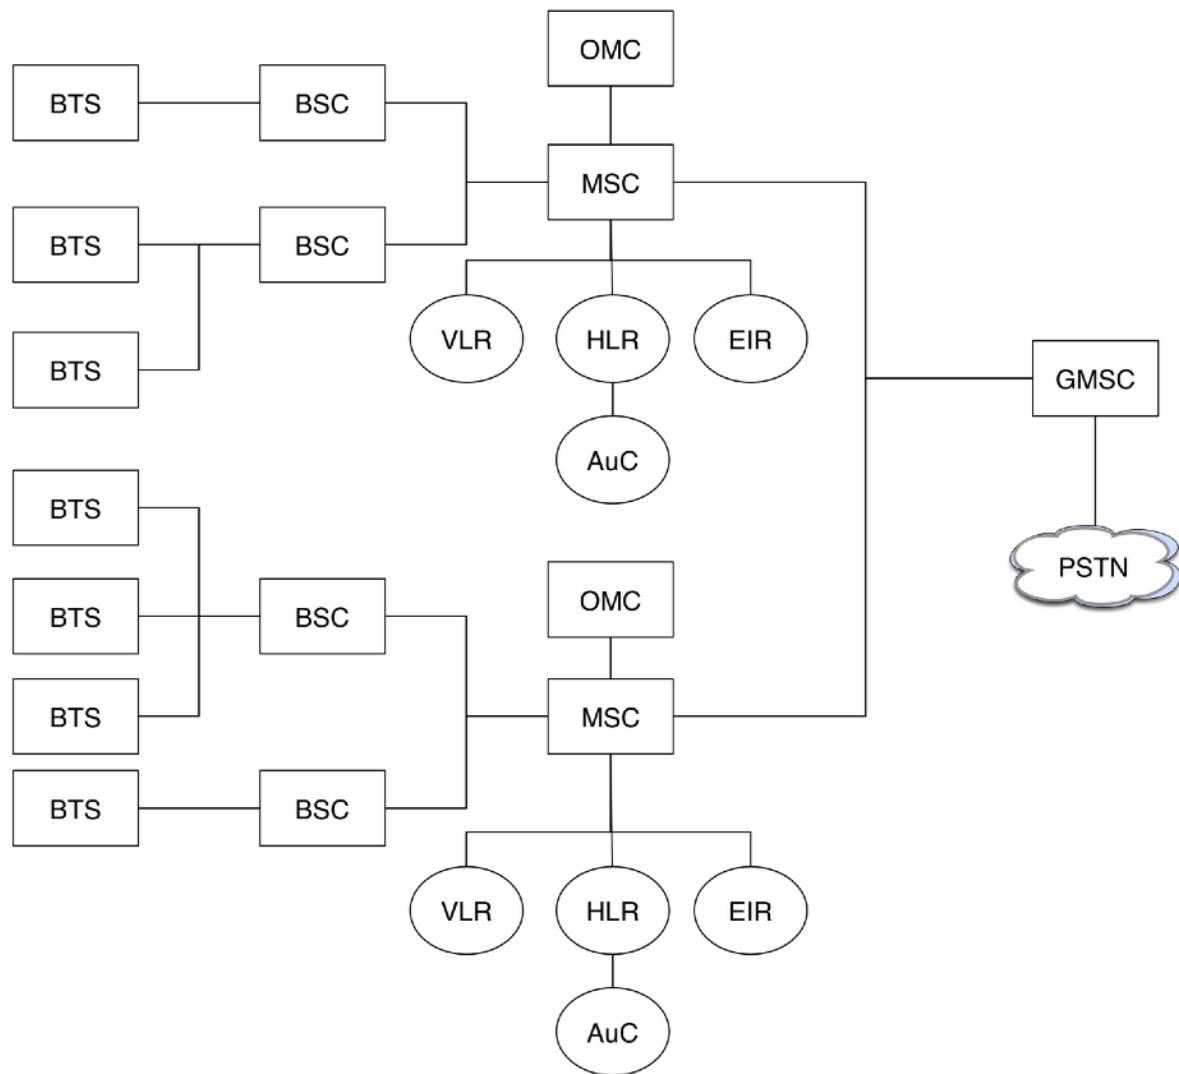 OMC
BTS
BSC
MSC
BTS
BSC
VLR
HLR
EIR
BTS
GMSC
AuC
BTS
PSTN
OMC
BTS
BSC
BTS
MSC
BTS
BSC
VLR
HLR
EIR
AuC